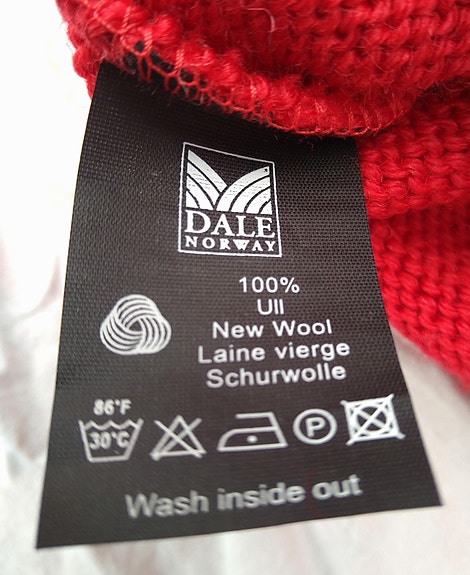 DALE
NORWAY
100%
Ull
New Wool
Laine vierge
Schurwolle
86°F
30°C
P
Wash inside out